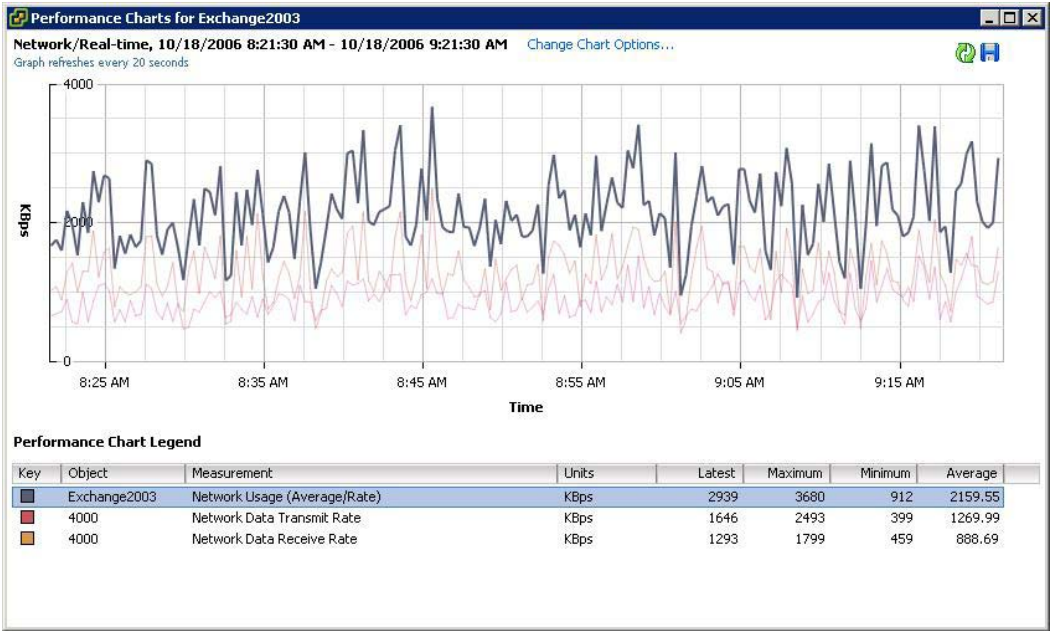 Performance Charts for Exchange2003
Network/Real-time, 10/18/2006 8:21:30 AM - 10/18/2006 9:21:30 AM Change Chart Options...
Graph refreshes every 20 seconds
4000
2000
0
KBps
8:25 AM 8:35 AM 8:45 AM 8:55 AM 9:05 AM 9:15 AM
Time
Performance Chart Legend
Key Object Measurement Units Latest Maximum Minimum Average
Exchange2003 Network Usage (Average/Rate) KBps 2939 3680 912 2159.55
4000 Network Data Transmit Rate KBps 1646 2493 399 1269.99
4000 Network Data Receive Rate KBps 1293 1799 459 888.69